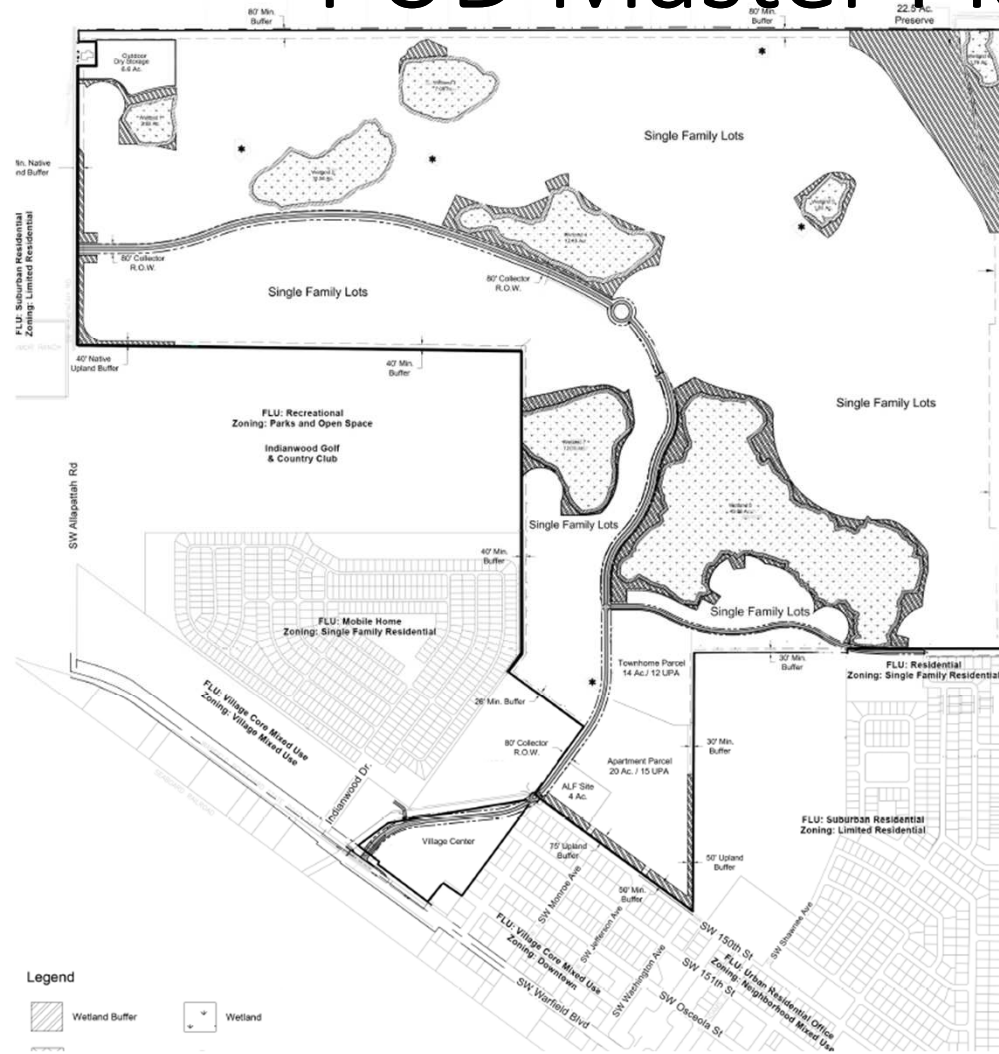 80' Min.
Buffer
80' Min.
Buffer
22.5 Ac.
Preserve
Outdoor
Dry Storage
6.6 Ac.
Single Family Lots
Min. Native
nd Buffer
FLU: Suburban Residential
Zoning: Limited Residential
80' Collector
R.O.W.
80' Collector
R.O.W.
Single Family Lots
40' Native
Upland Buffer
40' Min.
Buffer
Single Family Lots
FLU: Recreational
Zoning: Parks and Open Space
Indianwood Golf
& Country Club
SW Allapattah Rd
Single Family Lots
40' Min.
Buffer
Single Family Lots
FLU: Mobile Home
Zoning: Single Family Residential
30' Min.
Buffer
FLU: Residential
Zoning: Single Family Residential
Townhome Parcel
14 Ac./ 12 UPA
26' Min. Buffer
FLU: Village Core Mixed Use
Zoning: Village Mixed Use
80' Collector
R.O.W.
30' Min.
Buffer
Apartment Parcel
20 Ac. / 15 UPA
ALF Site
4 Ac.
Indianwood Dr.
FLU: Suburban Residential
Zoning: Limited Residential
Village Center
75' Upland
Buffer
50' Upland
Buffer
50' Min.
Buffer
SW Monroe Ave
SW Jefferson Ave
SW Washington Ave
SW Shawnee Ave
SW 150th St
SW 151th St
SW Osceola St
FLU: Village Core Mixed Use
Zoning: Downtown
FLU: Urban Residential Office
Zoning: Neighborhood Mixed Use
SW Warfield Blvd
Legend
Wetland Buffer
Wetland